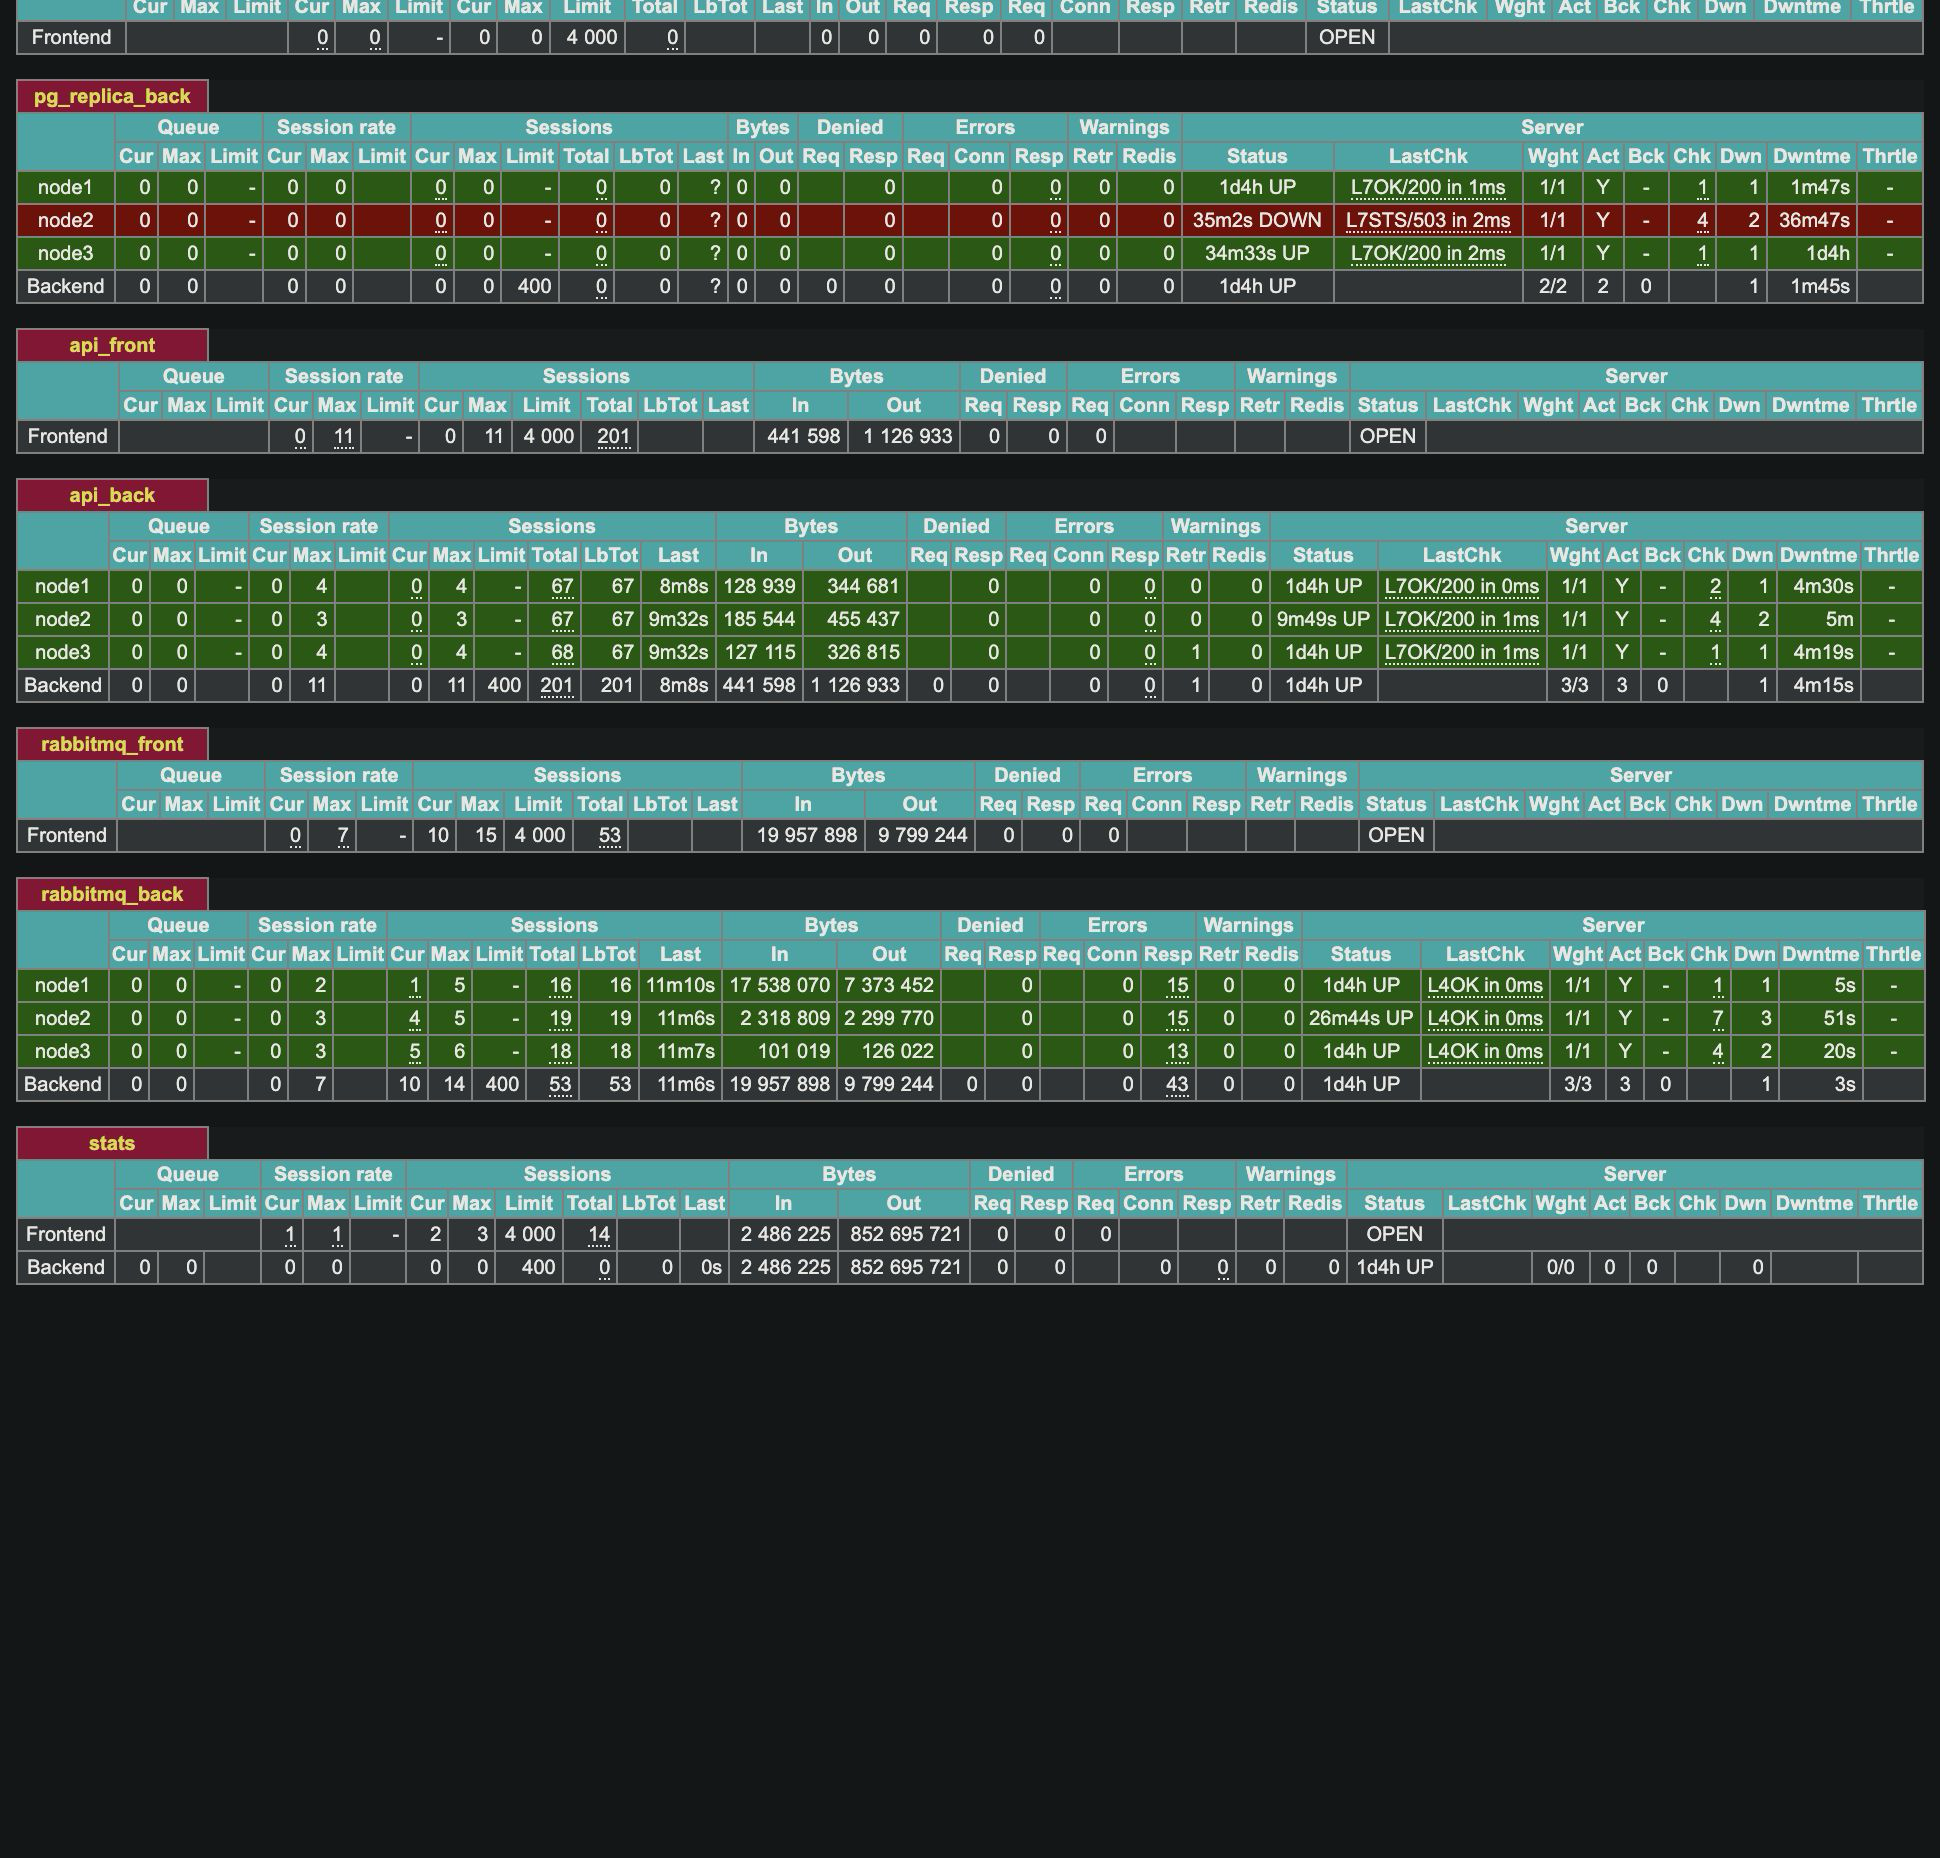 Cur Max Limit Cur Max Limit Cur Max Limit Total LbTot Last In Out Req Resp Req Conn Resp Retr Redis Status LastChk Wght Act Bck Chk Dwn Dwntme Thrtle
Frontend 0 0 - 0 0 4 000 0 0 0 0 0 0 OPEN
pg_replica_back
Queue Session rate Sessions Bytes Denied Errors Warnings Server
Cur Max Limit Cur Max Limit Cur Max Limit Total LbTot Last In Out Req Resp Req Conn Resp Retr Redis Status LastChk Wght Act Bck Chk Dwn Dwntme Thrtle
node1 0 0 - 0 0 0 0 - 0 0 ? 0 0 0 0 0 0 0 1d4h UP L7OK/200 in 1ms 1/1 Y - 1 1 1m47s -
node2 0 0 - 0 0 0 0 - 0 0 ? 0 0 0 0 0 0 0 35m2s DOWN L7STS/503 in 2ms 1/1 Y - 4 2 36m47s -
node3 0 0 - 0 0 0 0 - 0 0 ? 0 0 0 0 0 0 0 34m33s UP L7OK/200 in 2ms 1/1 Y - 1 1 1d4h -
Backend 0 0 0 0 0 0 400 0 0 ? 0 0 0 0 0 0 0 0 1d4h UP 2/2 2 0 1 1m45s
api_front
Queue Session rate Sessions Bytes Denied Errors Warnings Server
Cur Max Limit Cur Max Limit Cur Max Limit Total LbTot Last In Out Req Resp Req Conn Resp Retr Redis Status LastChk Wght Act Bck Chk Dwn Dwntme Thrtle
Frontend 0 11 - 0 11 4 000 201 441 598 1 126 933 0 0 0 OPEN
api_back
Queue Session rate Sessions Bytes Denied Errors Warnings Server
Cur Max Limit Cur Max Limit Cur Max Limit Total LbTot Last In Out Req Resp Req Conn Resp Retr Redis Status LastChk Wght Act Bck Chk Dwn Dwntme Thrtle
node1 0 0 - 0 4 0 4 - 67 67 8m8s 128 939 344 681 0 0 0 0 0 1d4h UP L7OK/200 in 0ms 1/1 Y - 2 1 4m30s -
node2 0 0 - 0 3 0 3 - 67 67 9m32s 185 544 455 437 0 0 0 0 0 9m49s UP L7OK/200 in 1ms 1/1 Y - 4 2 5m -
node3 0 0 - 0 4 0 4 - 68 67 9m32s 127 115 326 815 0 0 0 1 0 1d4h UP L7OK/200 in 1ms 1/1 Y - 1 1 4m19s -
Backend 0 0 0 11 0 11 400 201 201 8m8s 441 598 1 126 933 0 0 0 0 1 0 1d4h UP 3/3 3 0 1 4m15s
rabbitmq_front
Queue Session rate Sessions Bytes Denied Errors Warnings Server
Cur Max Limit Cur Max Limit Cur Max Limit Total LbTot Last In Out Req Resp Req Conn Resp Retr Redis Status LastChk Wght Act Bck Chk Dwn Dwntme Thrtle
Frontend 0 7 - 10 15 4 000 53 19 957 898 9 799 244 0 0 0 OPEN
rabbitmq_back
Queue Session rate Sessions Bytes Denied Errors Warnings Server
Cur Max Limit Cur Max Limit Cur Max Limit Total LbTot Last In Out Req Resp Req Conn Resp Retr Redis Status LastChk Wght Act Bck Chk Dwn Dwntme Thrtle
node1 0 0 - 0 2 1 5 - 16 16 11m10s 17 538 070 7 373 452 0 0 15 0 0 1d4h UP L4OK in 0ms 1/1 Y - 1 1 5s -
node2 0 0 - 0 3 4 5 - 19 19 11m6s 2 318 809 2 299 770 0 0 15 0 0 26m44s UP L4OK in 0ms 1/1 Y - 7 3 51s -
node3 0 0 - 0 3 5 6 - 18 18 11m7s 101 019 126 022 0 0 13 0 0 1d4h UP L4OK in 0ms 1/1 Y - 4 2 20s -
Backend 0 0 0 7 10 14 400 53 53 11m6s 19 957 898 9 799 244 0 0 0 43 0 0 1d4h UP 3/3 3 0 1 3s
stats
Queue Session rate Sessions Bytes Denied Errors Warnings Server
Cur Max Limit Cur Max Limit Cur Max Limit Total LbTot Last In Out Req Resp Req Conn Resp Retr Redis Status LastChk Wght Act Bck Chk Dwn Dwntme Thrtle
Frontend 1 1 - 2 3 4 000 14 2 486 225 852 695 721 0 0 0 OPEN
Backend 0 0 0 0 0 0 400 0 0 0s 2 486 225 852 695 721 0 0 0 0 0 0 1d4h UP 0/0 0 0 0